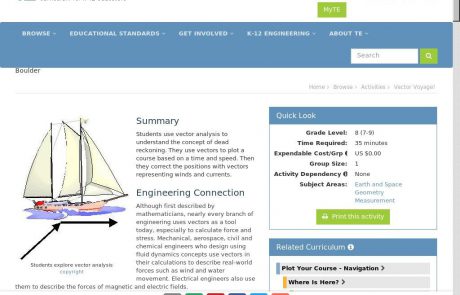 MyTE
BROWSE EDUCATIONAL STANDARDS GET INVOLVED K-12 ENGINEERING ABOUT TE
Search
Boulder
Home › Browse › Activities › Vector Voyage!
Summary
Students use vector analysis to
understand the concept of dead
reckoning. They use vectors to plot a
course based on a time and speed. Then
they correct the positions with vectors
representing winds and currents.
Engineering Connection
Although first described by
mathematicians, nearly every branch of
engineering uses vectors as a tool
today, especially to calculate force and
stress. Mechanical, aerospace, civil and
chemical engineers who design using
fluid dynamics concepts use vectors in
their calculations to describe real-world
forces such as wind and water
movement. Electrical engineers also use
them to describe the forces of magnetic and electric fields.
Students explore vector analysis
copyright
Quick Look
Grade Level: 8 (7-9)
Time Required: 35 minutes
Expendable Cost/Grp US $0.00
Group Size: 1
Activity Dependency None
Subject Areas: Earth and Space
Geometry
Measurement
Print this activity
Related Curriculum
Plot Your Course - Navigation
Where Is Here?